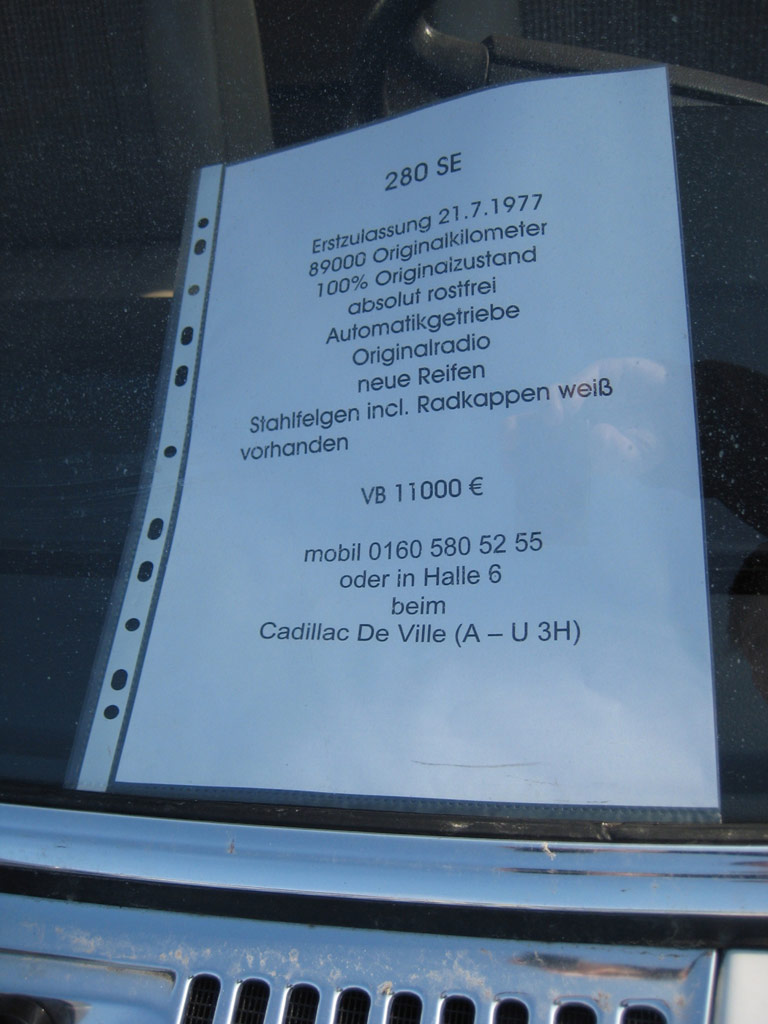 280 SE
Erstzulassung 21.7.1977
89000 Originalkilometer
100% Originalzustand
absolut rostfrei
Automatikgetriebe
Originalradio
neue Reifen
Stahlfelgen incl. Radkappen weiß
vorhanden
VB 11000 €
mobil 0160 580 52 55
oder in Halle 6
beim
Cadillac De Ville (A – U 3H)